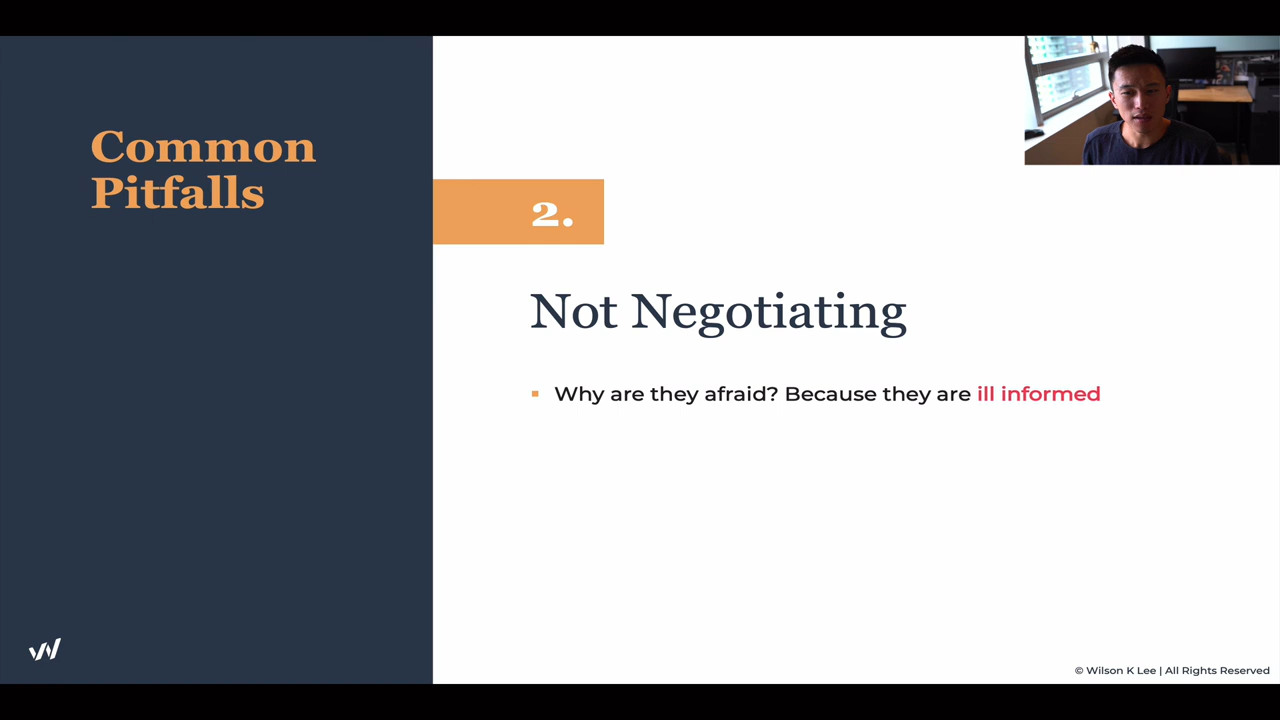 Common
Pitfalls
2.
Not Negotiating
Why are they afraid? Because they are ill informed
© Wilson K Lee | All Rights Reserved